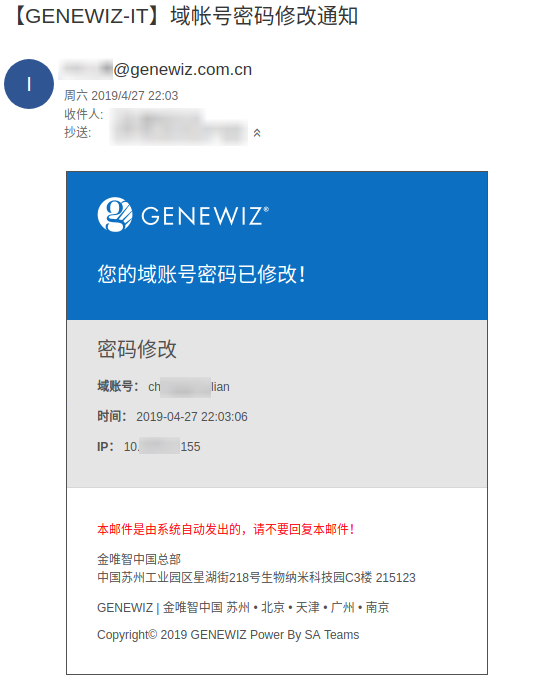 【GENEWIZ-IT】域帐号密码修改通知
I
@genewiz.com.cn
周六 2019/4/27 22:03
收件人:
抄送:
GENEWIZ®
您的域账号密码已修改!
密码修改
域账号: ch lian
时间: 2019-04-27 22:03:06
IP: 10. 155
本邮件是由系统自动发出的，请不要回复本邮件!
金唯智中国总部
中国苏州工业园区星湖街218号生物纳米科技园C3楼 215123
GENEWIZ | 金唯智中国 苏州 • 北京 • 天津 • 广州 • 南京
Copyright© 2019 GENEWIZ Power By SA Teams